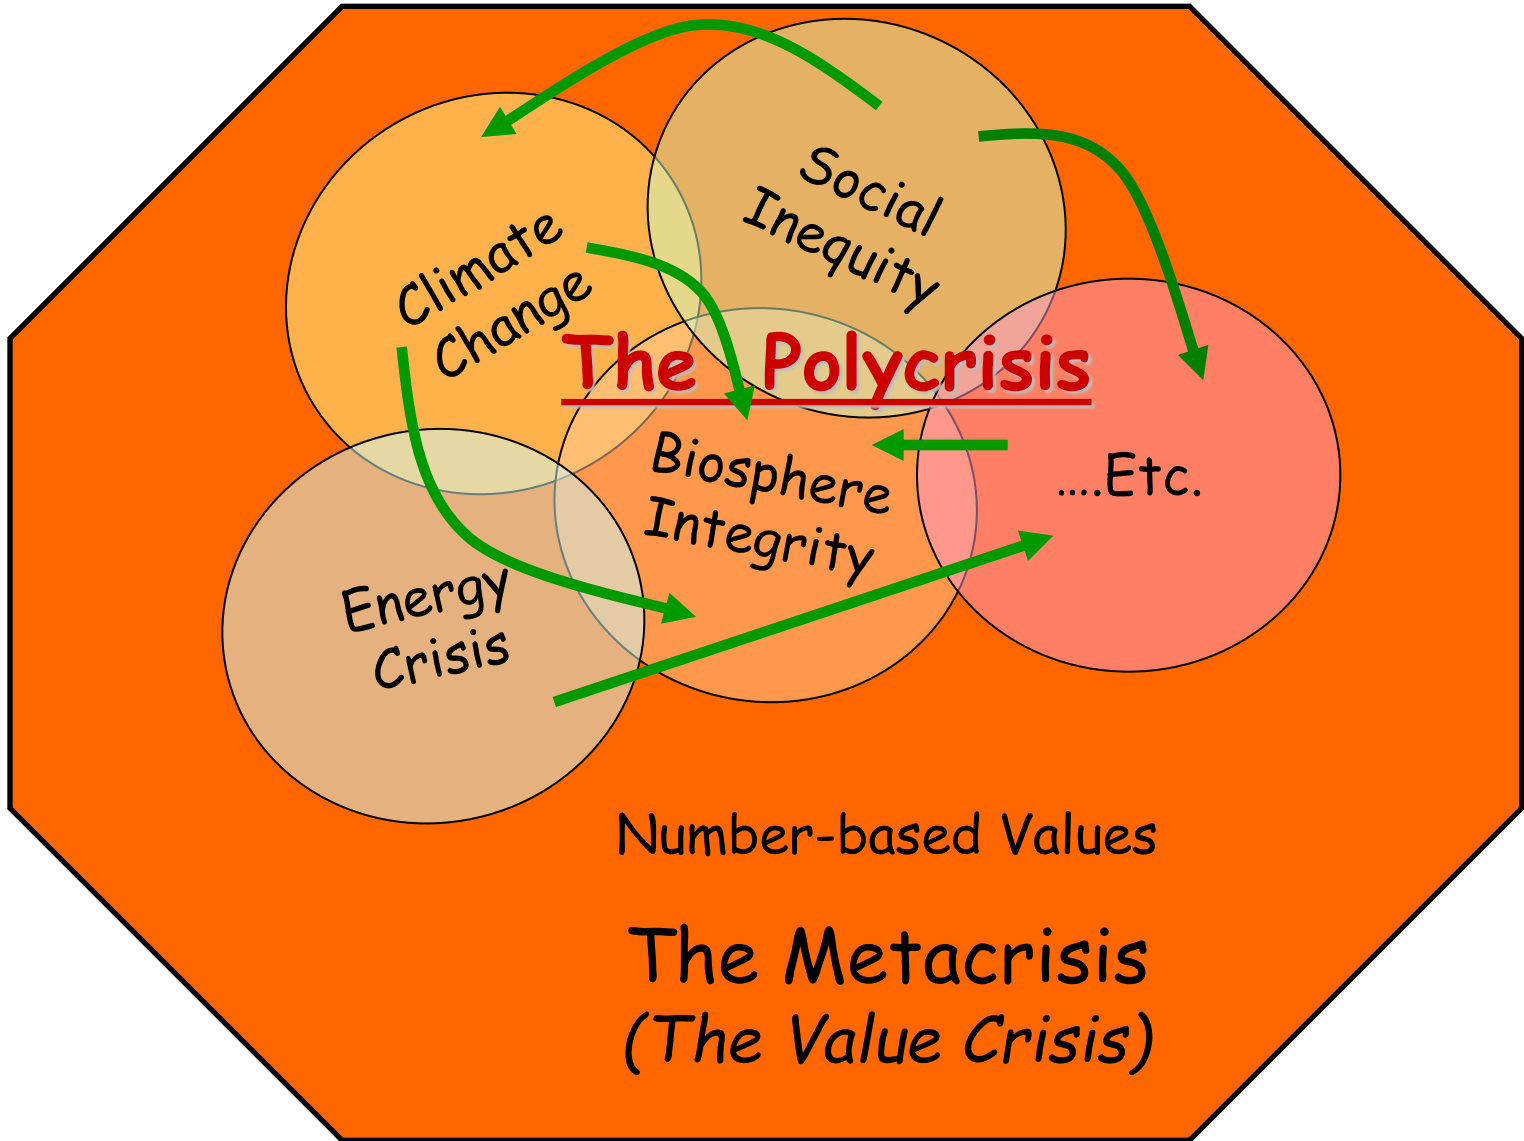 Social
Inequity
Climate
Change
The Polycrisis
Biosphere
Integrity
....Etc.
Energy
Crisis
Number-based Values
The Metacrisis
(The Value Crisis)